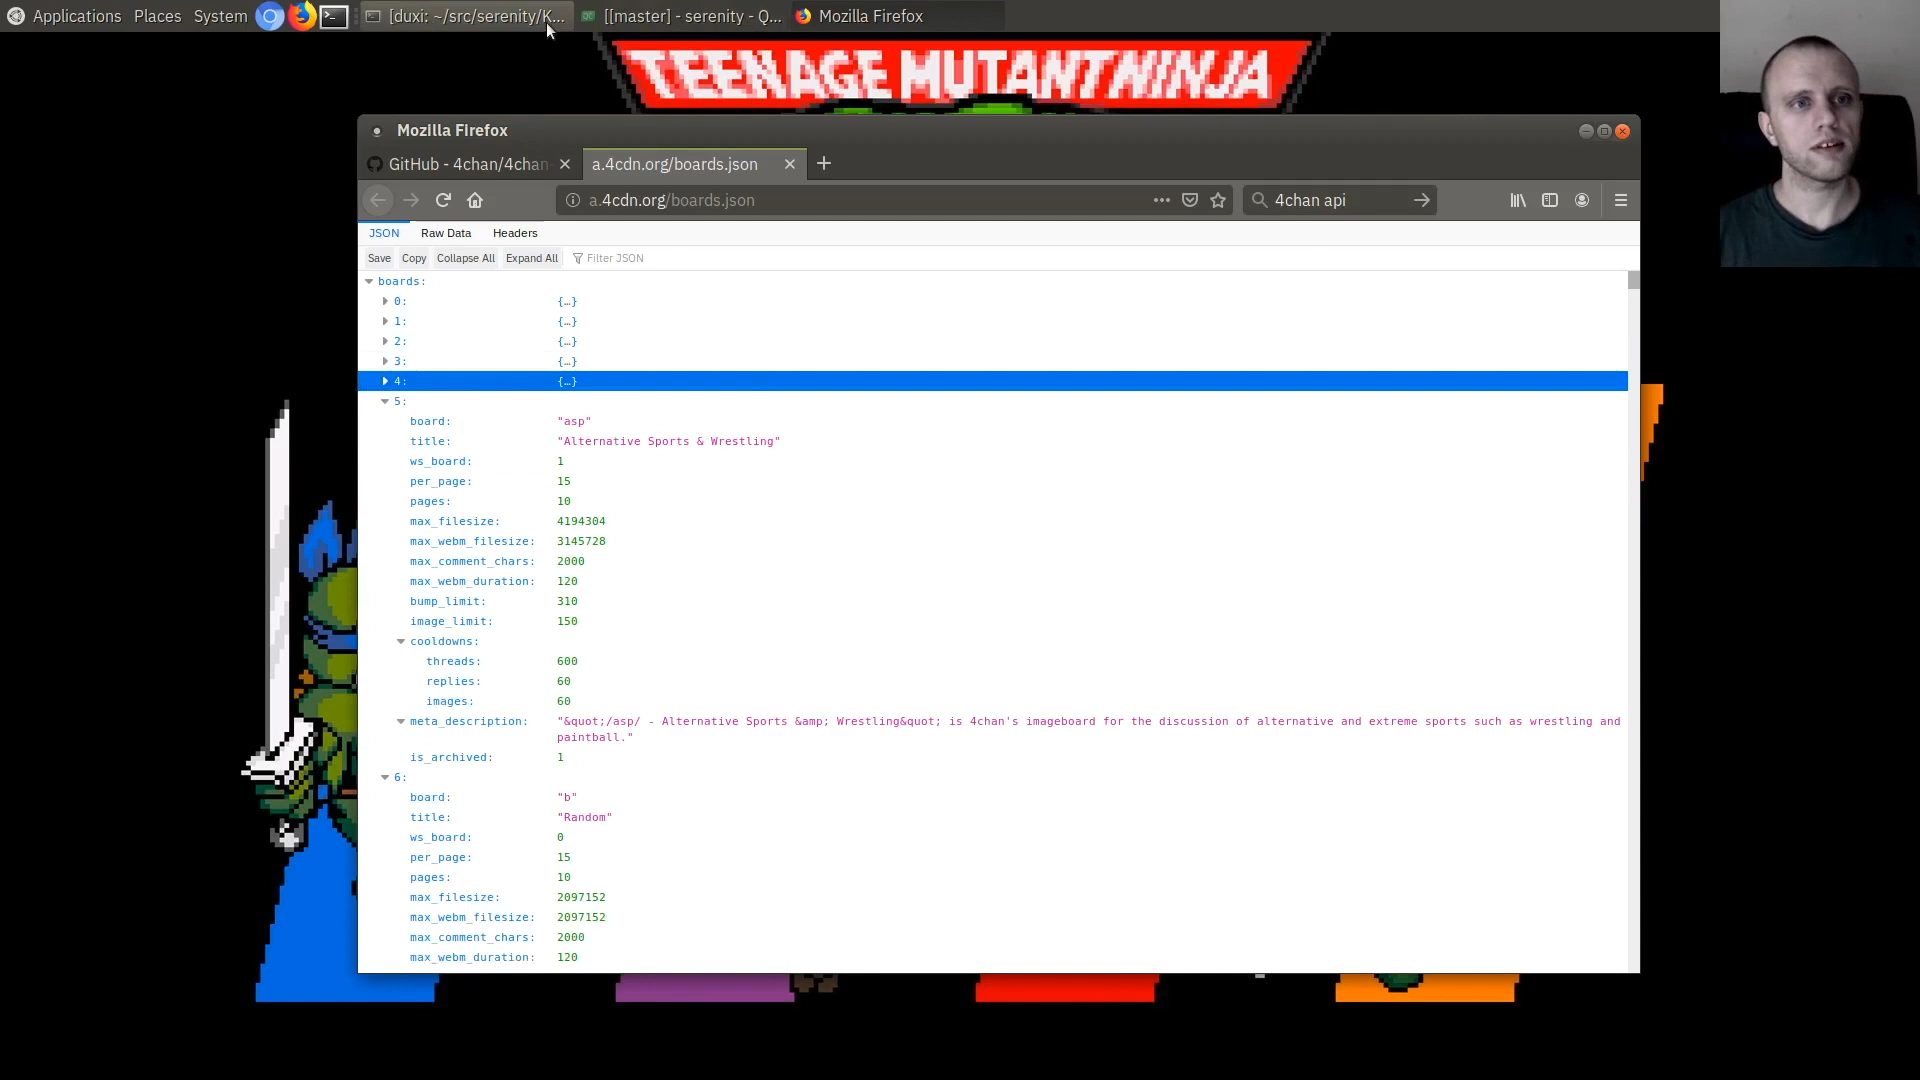 Applications Places System [duxi: ~/src/serenity/K... [[master] - serenity - Q... Mozilla Firefox
TEENAGE MUTANT NINJA
Mozilla Firefox
GitHub - 4chan/4chan- a.4cdn.org/boards.json
a.4cdn.org/boards.json 4chan api
JSON Raw Data Headers
Save Copy Collapse All Expand All Filter JSON
boards:
0: {…}
1: {…}
2: {…}
3: {…}
4: {…}
5:
board: "asp"
title: "Alternative Sports & Wrestling"
ws_board: 1
per_page: 15
pages: 10
max_filesize: 4194304
max_webm_filesize: 3145728
max_comment_chars: 2000
max_webm_duration: 120
bump_limit: 310
image_limit: 150
cooldowns:
threads: 600
replies: 60
images: 60
meta_description: "&quot;/asp/ - Alternative Sports &amp; Wrestling&quot; is 4chan's imageboard for the discussion of alternative and extreme sports such as wrestling and
paintball."
is_archived: 1
6:
board: "b"
title: "Random"
ws_board: 0
per_page: 15
pages: 10
max_filesize: 2097152
max_webm_filesize: 2097152
max_comment_chars: 2000
max_webm_duration: 120